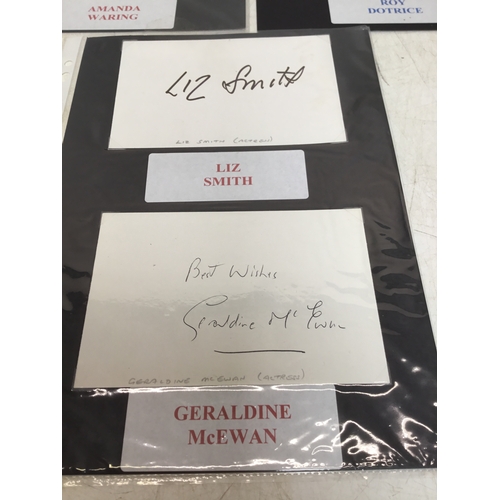 AMANDA
WARING
ROY
DOTRICE
Liz Smith
LIZ SMITH (ACTRESS)
LIZ
SMITH
Best Wishes
Geraldine McEwan
GERALDINE McEWAN (ACTRESS)
GERALDINE
McEWAN